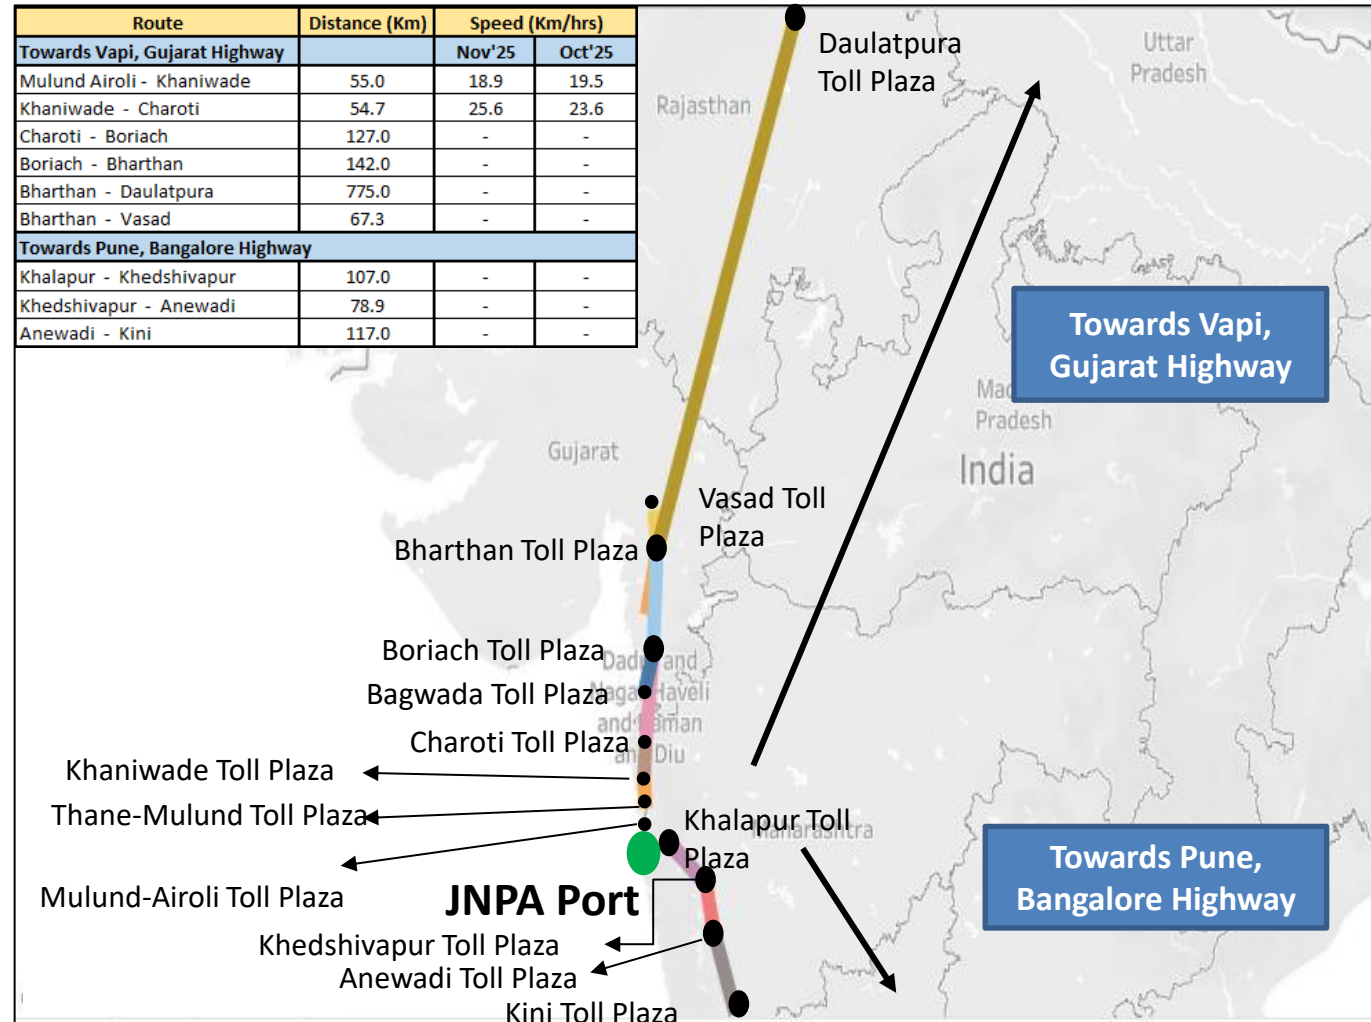 Route Distance (Km) Speed (Km/hrs)
Towards Vapi, Gujarat Highway Nov'25 Oct'25
Mulund Airoli - Khaniwade 55.0 18.9 19.5
Khaniwade - Charoti 54.7 25.6 23.6
Charoti - Boriach 127.0 - -
Boriach - Bharthan 142.0 - -
Bharthan - Daulatpura 775.0 - -
Bharthan - Vasad 67.3 - -
Towards Pune, Bangalore Highway
Khalapur - Khedshivapur 107.0 - -
Khedshivapur - Anewadi 78.9 - -
Anewadi - Kini 117.0 - -
Daulatpura
Toll Plaza
Uttar
Pradesh
Rajasthan
Towards Vapi,
Gujarat Highway
Pradesh
India
Gujarat
Vasad Toll
Plaza
Bharthan Toll Plaza
Boriach Toll Plaza
and
Bagwada Toll Plaza
Haveli
and
Charoti Toll Plaza
Diu
Khaniwade Toll Plaza
Thane-Mulund Toll Plaza
Khalapur Toll
Plaza
Maharashtra
Mulund-Airoli Toll Plaza
JNPA Port
Towards Pune,
Bangalore Highway
Khedshivapur Toll Plaza
Anewadi Toll Plaza
Kini Toll Plaza